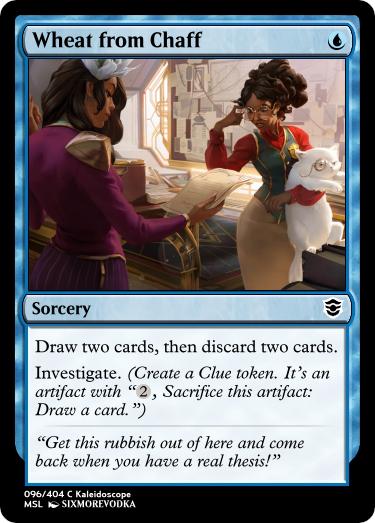 Wheat from Chaff
Sorcery
Draw two cards, then discard two cards.
Investigate. (Create a Clue token. It's an
artifact with “2, Sacrifice this artifact:
Draw a card.”)
“Get this rubbish out of here and come
back when you have a real thesis!”
096/404 C Kaleidoscope
MSL SIXMOREVODKA